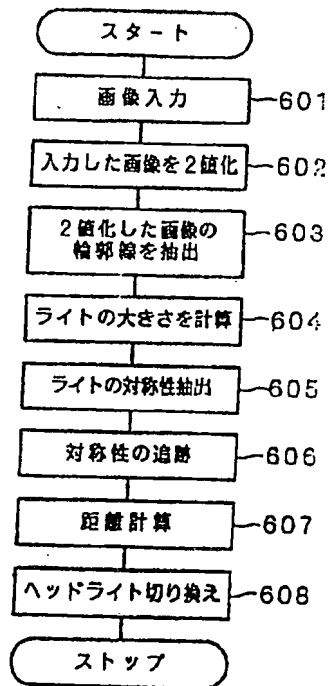 スタート
画像入力 601
入力した画像を2値化 602
2値化した画像の 603
輪郭線を抽出
ライトの大きさを計算 604
ライトの対称性抽出 605
対称性の追跡 606
距離計算 607
ヘッドライト切り換え 608
ストップ